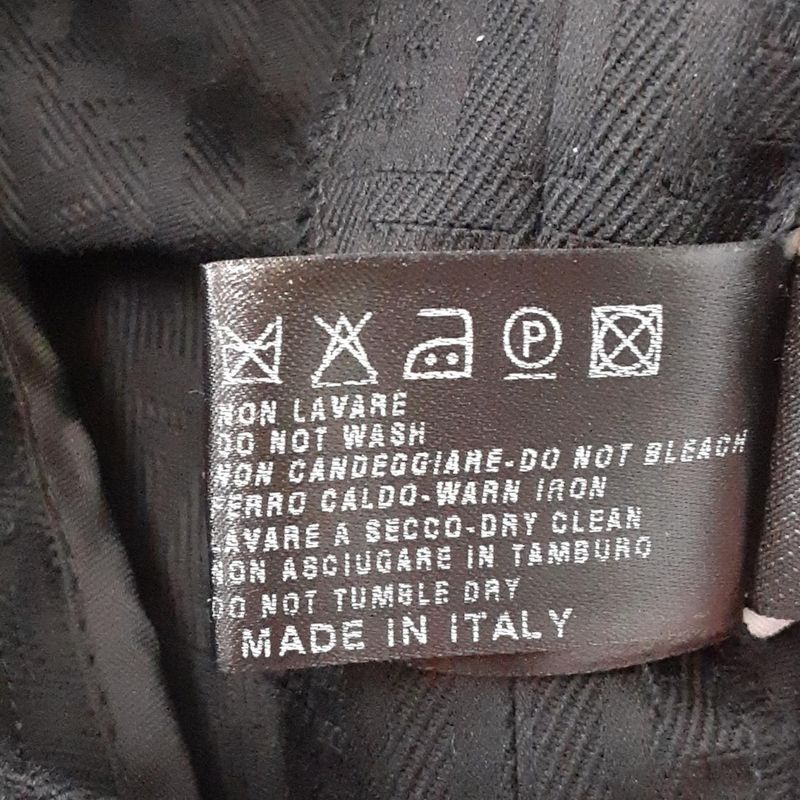 P
NON LAVARE
DO NOT WASH
NON CANDEGGIARE-DO NOT BLEACH
FERRO CALDO-WARN IRON
LAVARE A SECCO-DRY CLEAN
NON ASCIUGARE IN TAMBURO
DO NOT TUMBLE DRY
MADE IN ITALY